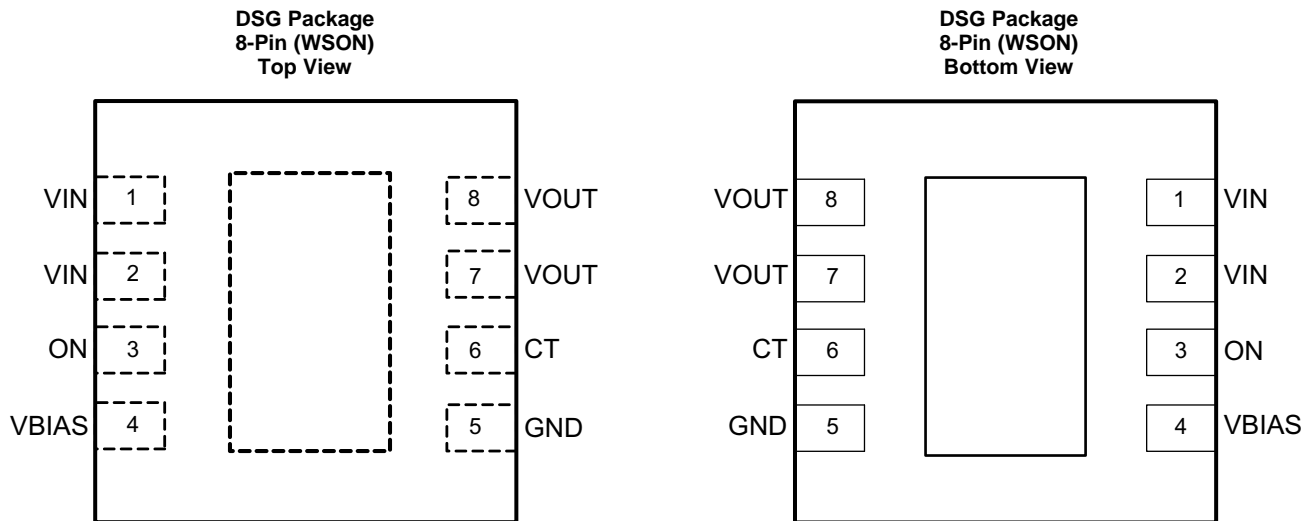 DSG Package
8-Pin (WSON)
Top View
VIN 1 8 VOUT
VIN 2 7 VOUT
ON 3 6 CT
VBIAS 4 5 GND
DSG Package
8-Pin (WSON)
Bottom View
VOUT 8 1 VIN
VOUT 7 2 VIN
CT 6 3 ON
GND 5 4 VBIAS